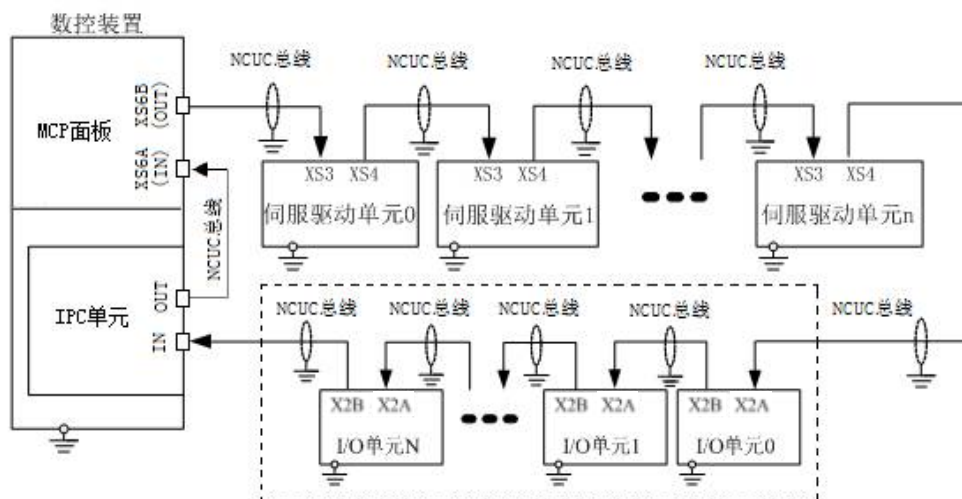 数控装置
NCUC总线
NCUC总线
NCUC总线
NCUC总线
XS6B
(OUT)
MCP面板
XS6A
(IN)
XS3 XS4
伺服驱动单元0
XS3 XS4
伺服驱动单元1
XS3 XS4
伺服驱动单元n
NCUC总线
IPC单元
OUT
IN
NCUC总线
NCUC总线
NCUC总线
NCUC总线
NCUC总线
X2B X2A
I/O单元N
X2B X2A
I/O单元1
X2B X2A
I/O单元0